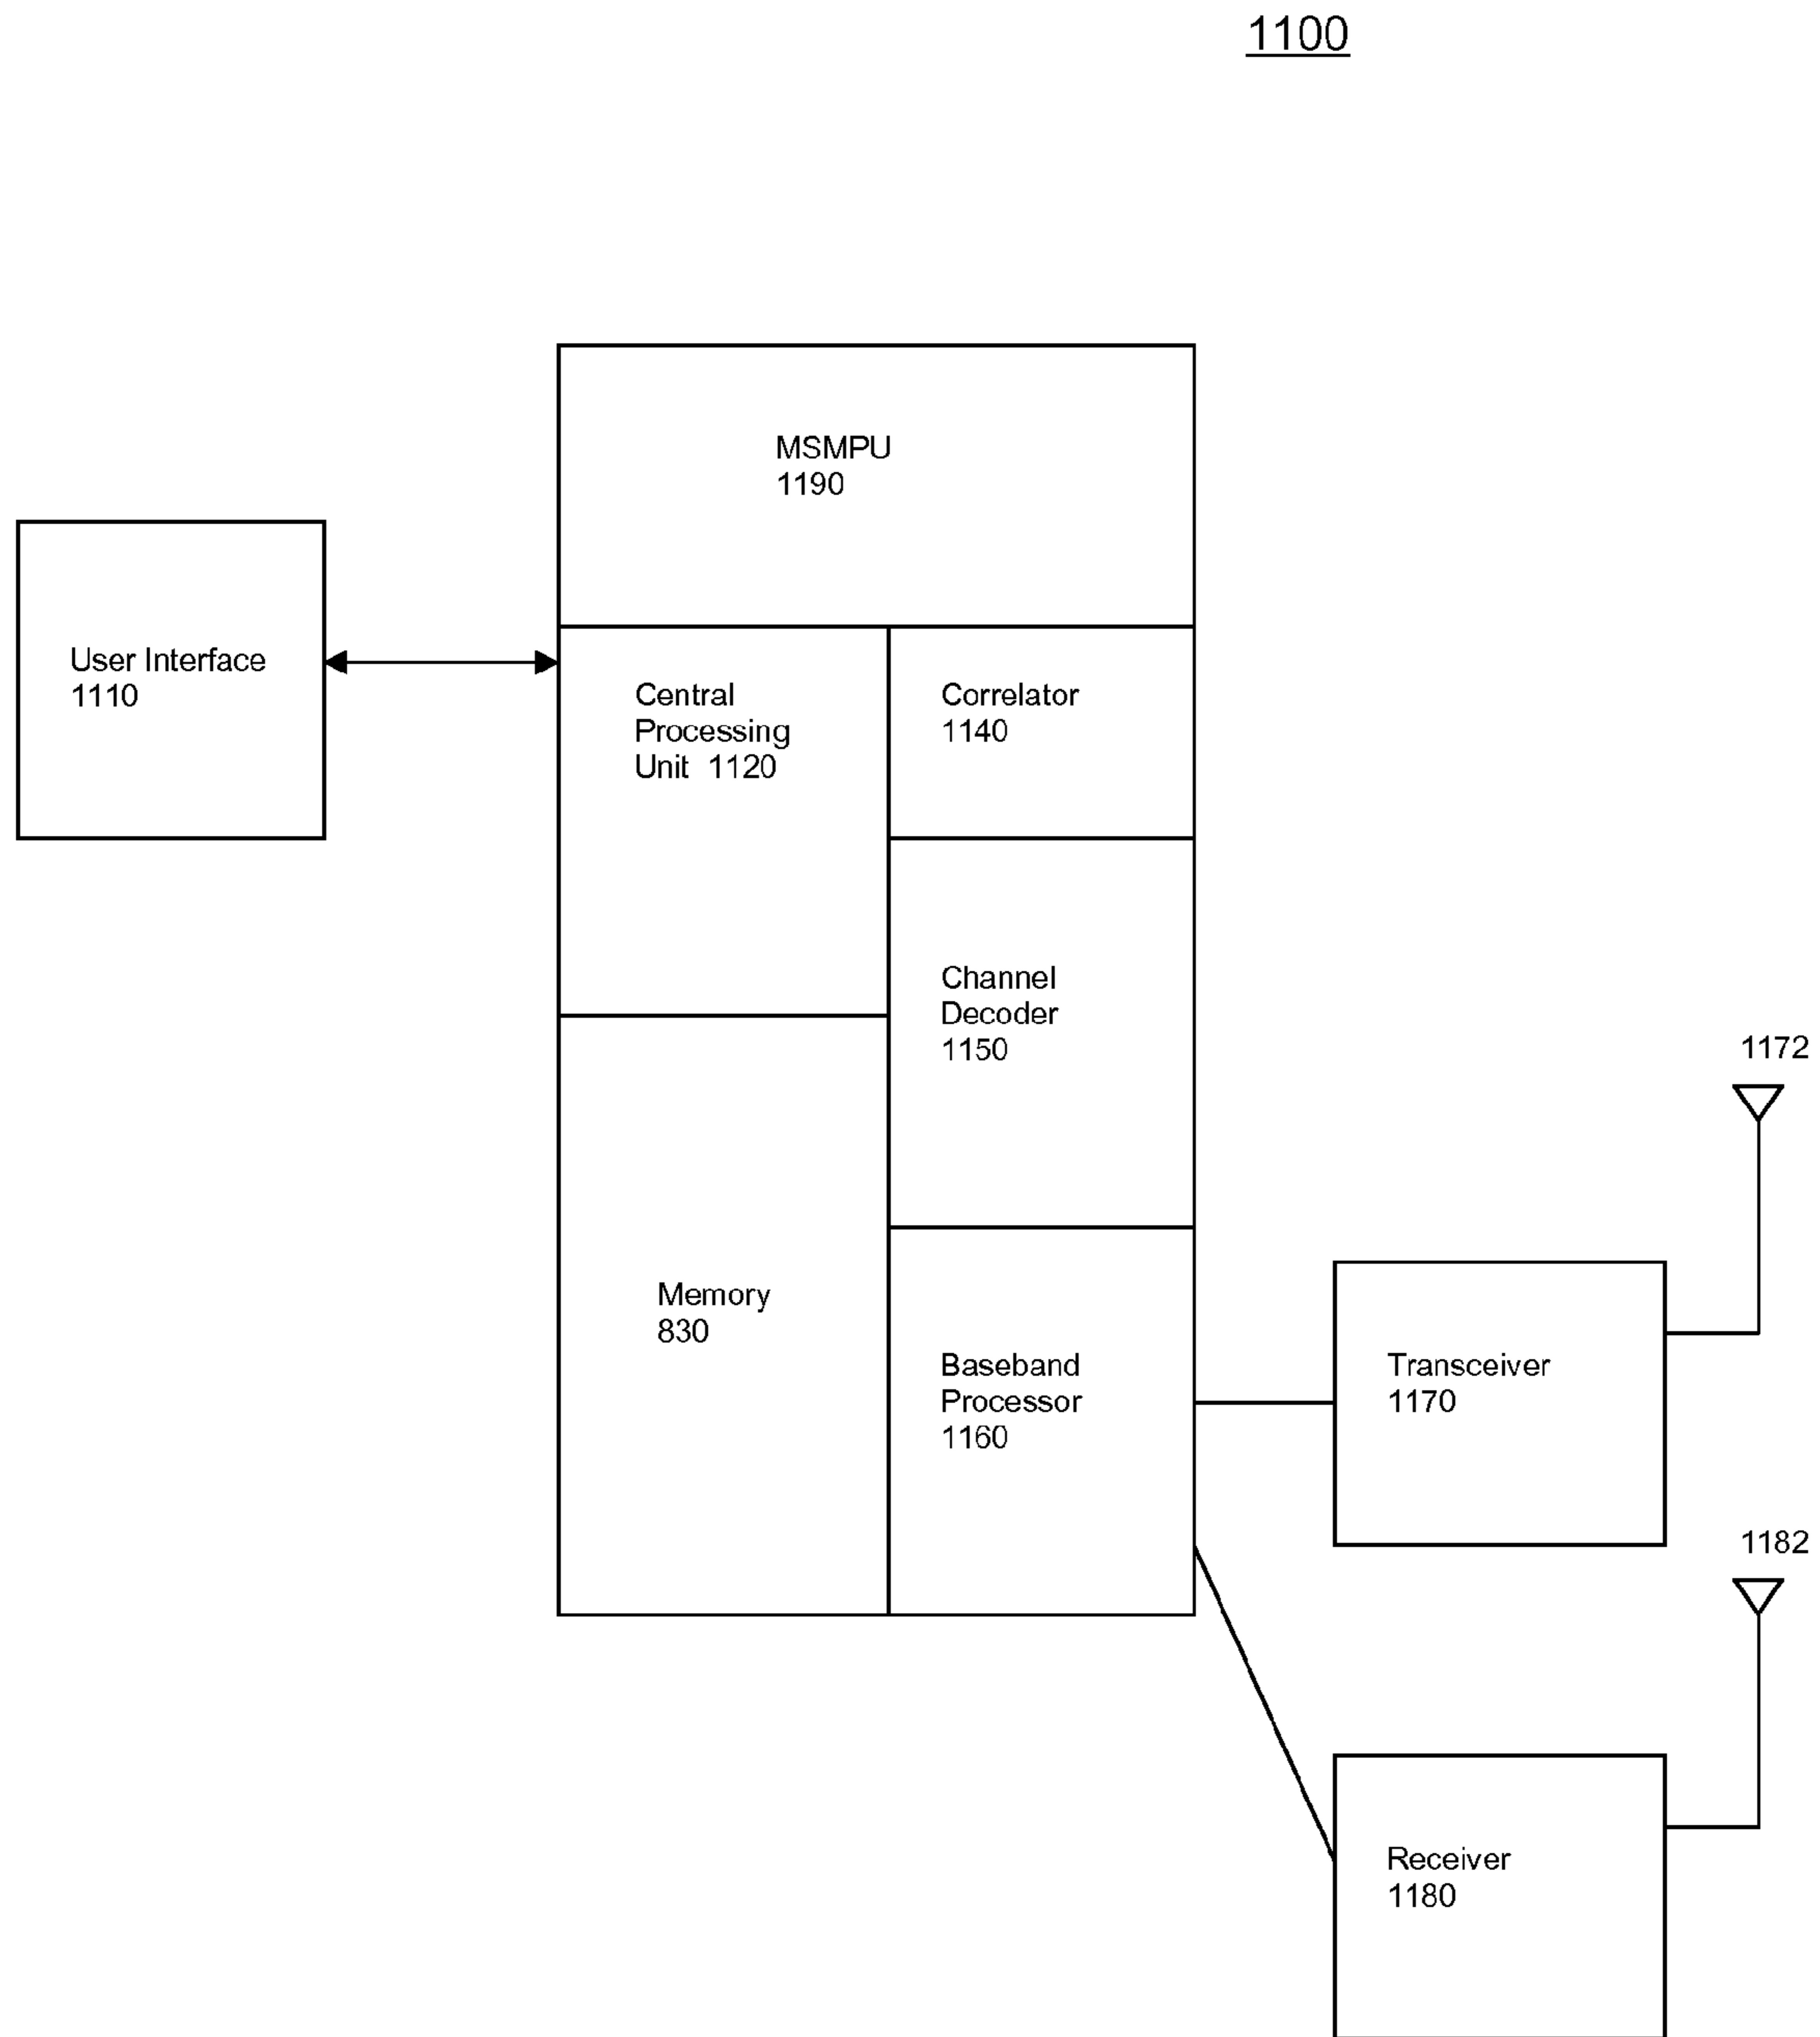 1100
MSMPU
1190
User Interface
1110
Central
Processing
Unit 1120
Correlator
1140
Channel
Decoder
1150
1172
Memory
830
Baseband
Processor
1160
Transceiver
1170
1182
Receiver
1180